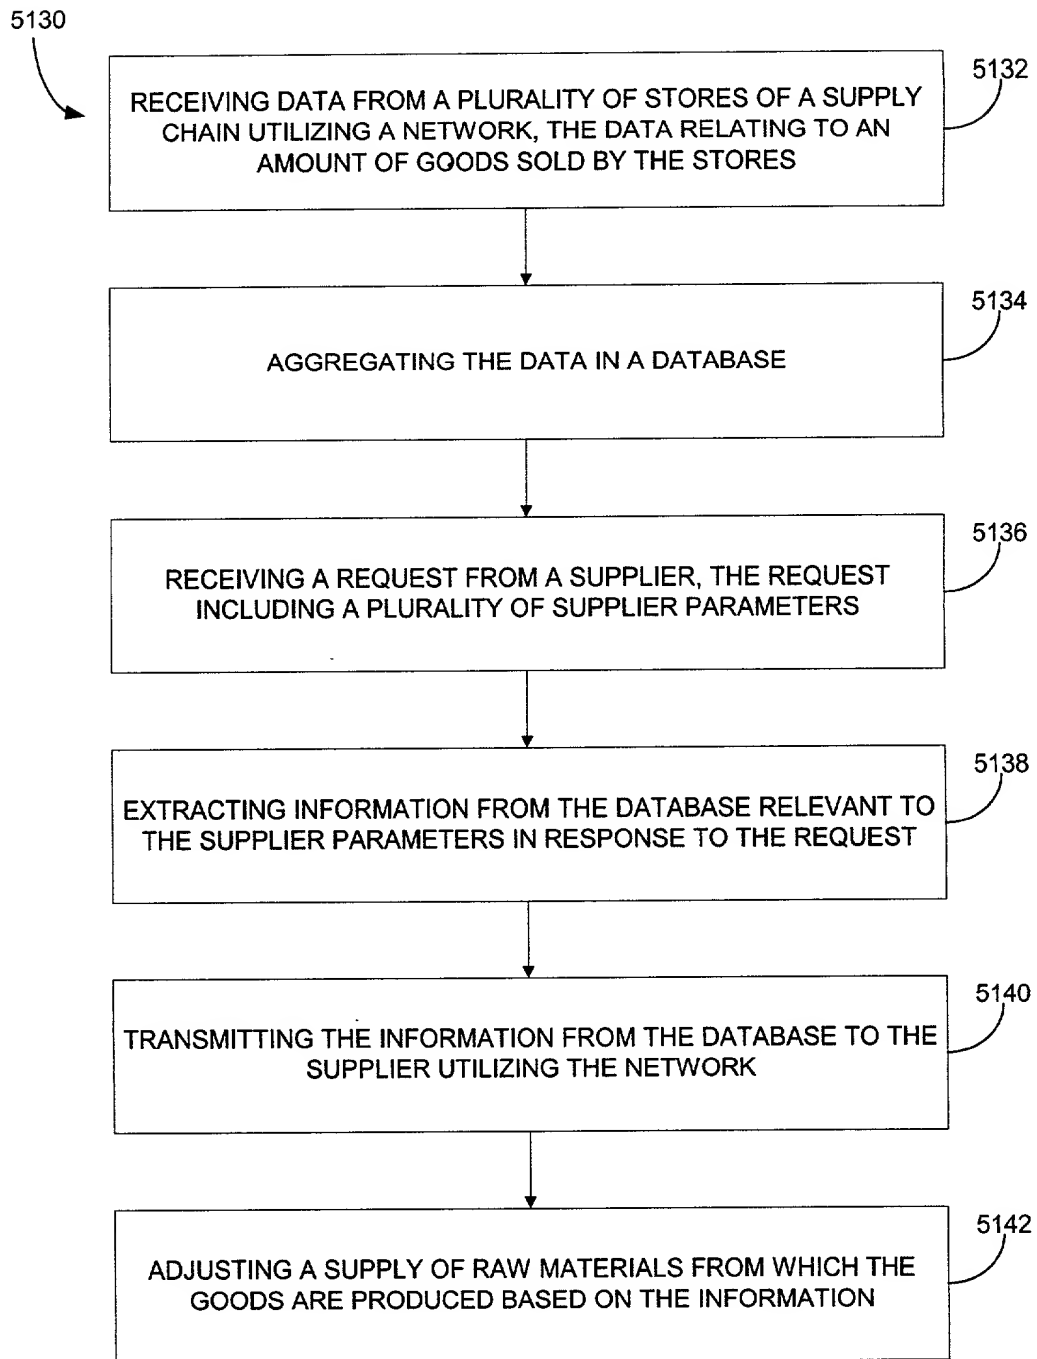 5130
5132
RECEIVING DATA FROM A PLURALITY OF STORES OF A SUPPLY
CHAIN UTILIZING A NETWORK, THE DATA RELATING TO AN
AMOUNT OF GOODS SOLD BY THE STORES
5134
AGGREGATING THE DATA IN A DATABASE
5136
RECEIVING A REQUEST FROM A SUPPLIER, THE REQUEST
INCLUDING A PLURALITY OF SUPPLIER PARAMETERS
5138
EXTRACTING INFORMATION FROM THE DATABASE RELEVANT TO
THE SUPPLIER PARAMETERS IN RESPONSE TO THE REQUEST
5140
TRANSMITTING THE INFORMATION FROM THE DATABASE TO THE
SUPPLIER UTILIZING THE NETWORK
5142
ADJUSTING A SUPPLY OF RAW MATERIALS FROM WHICH THE
GOODS ARE PRODUCED BASED ON THE INFORMATION